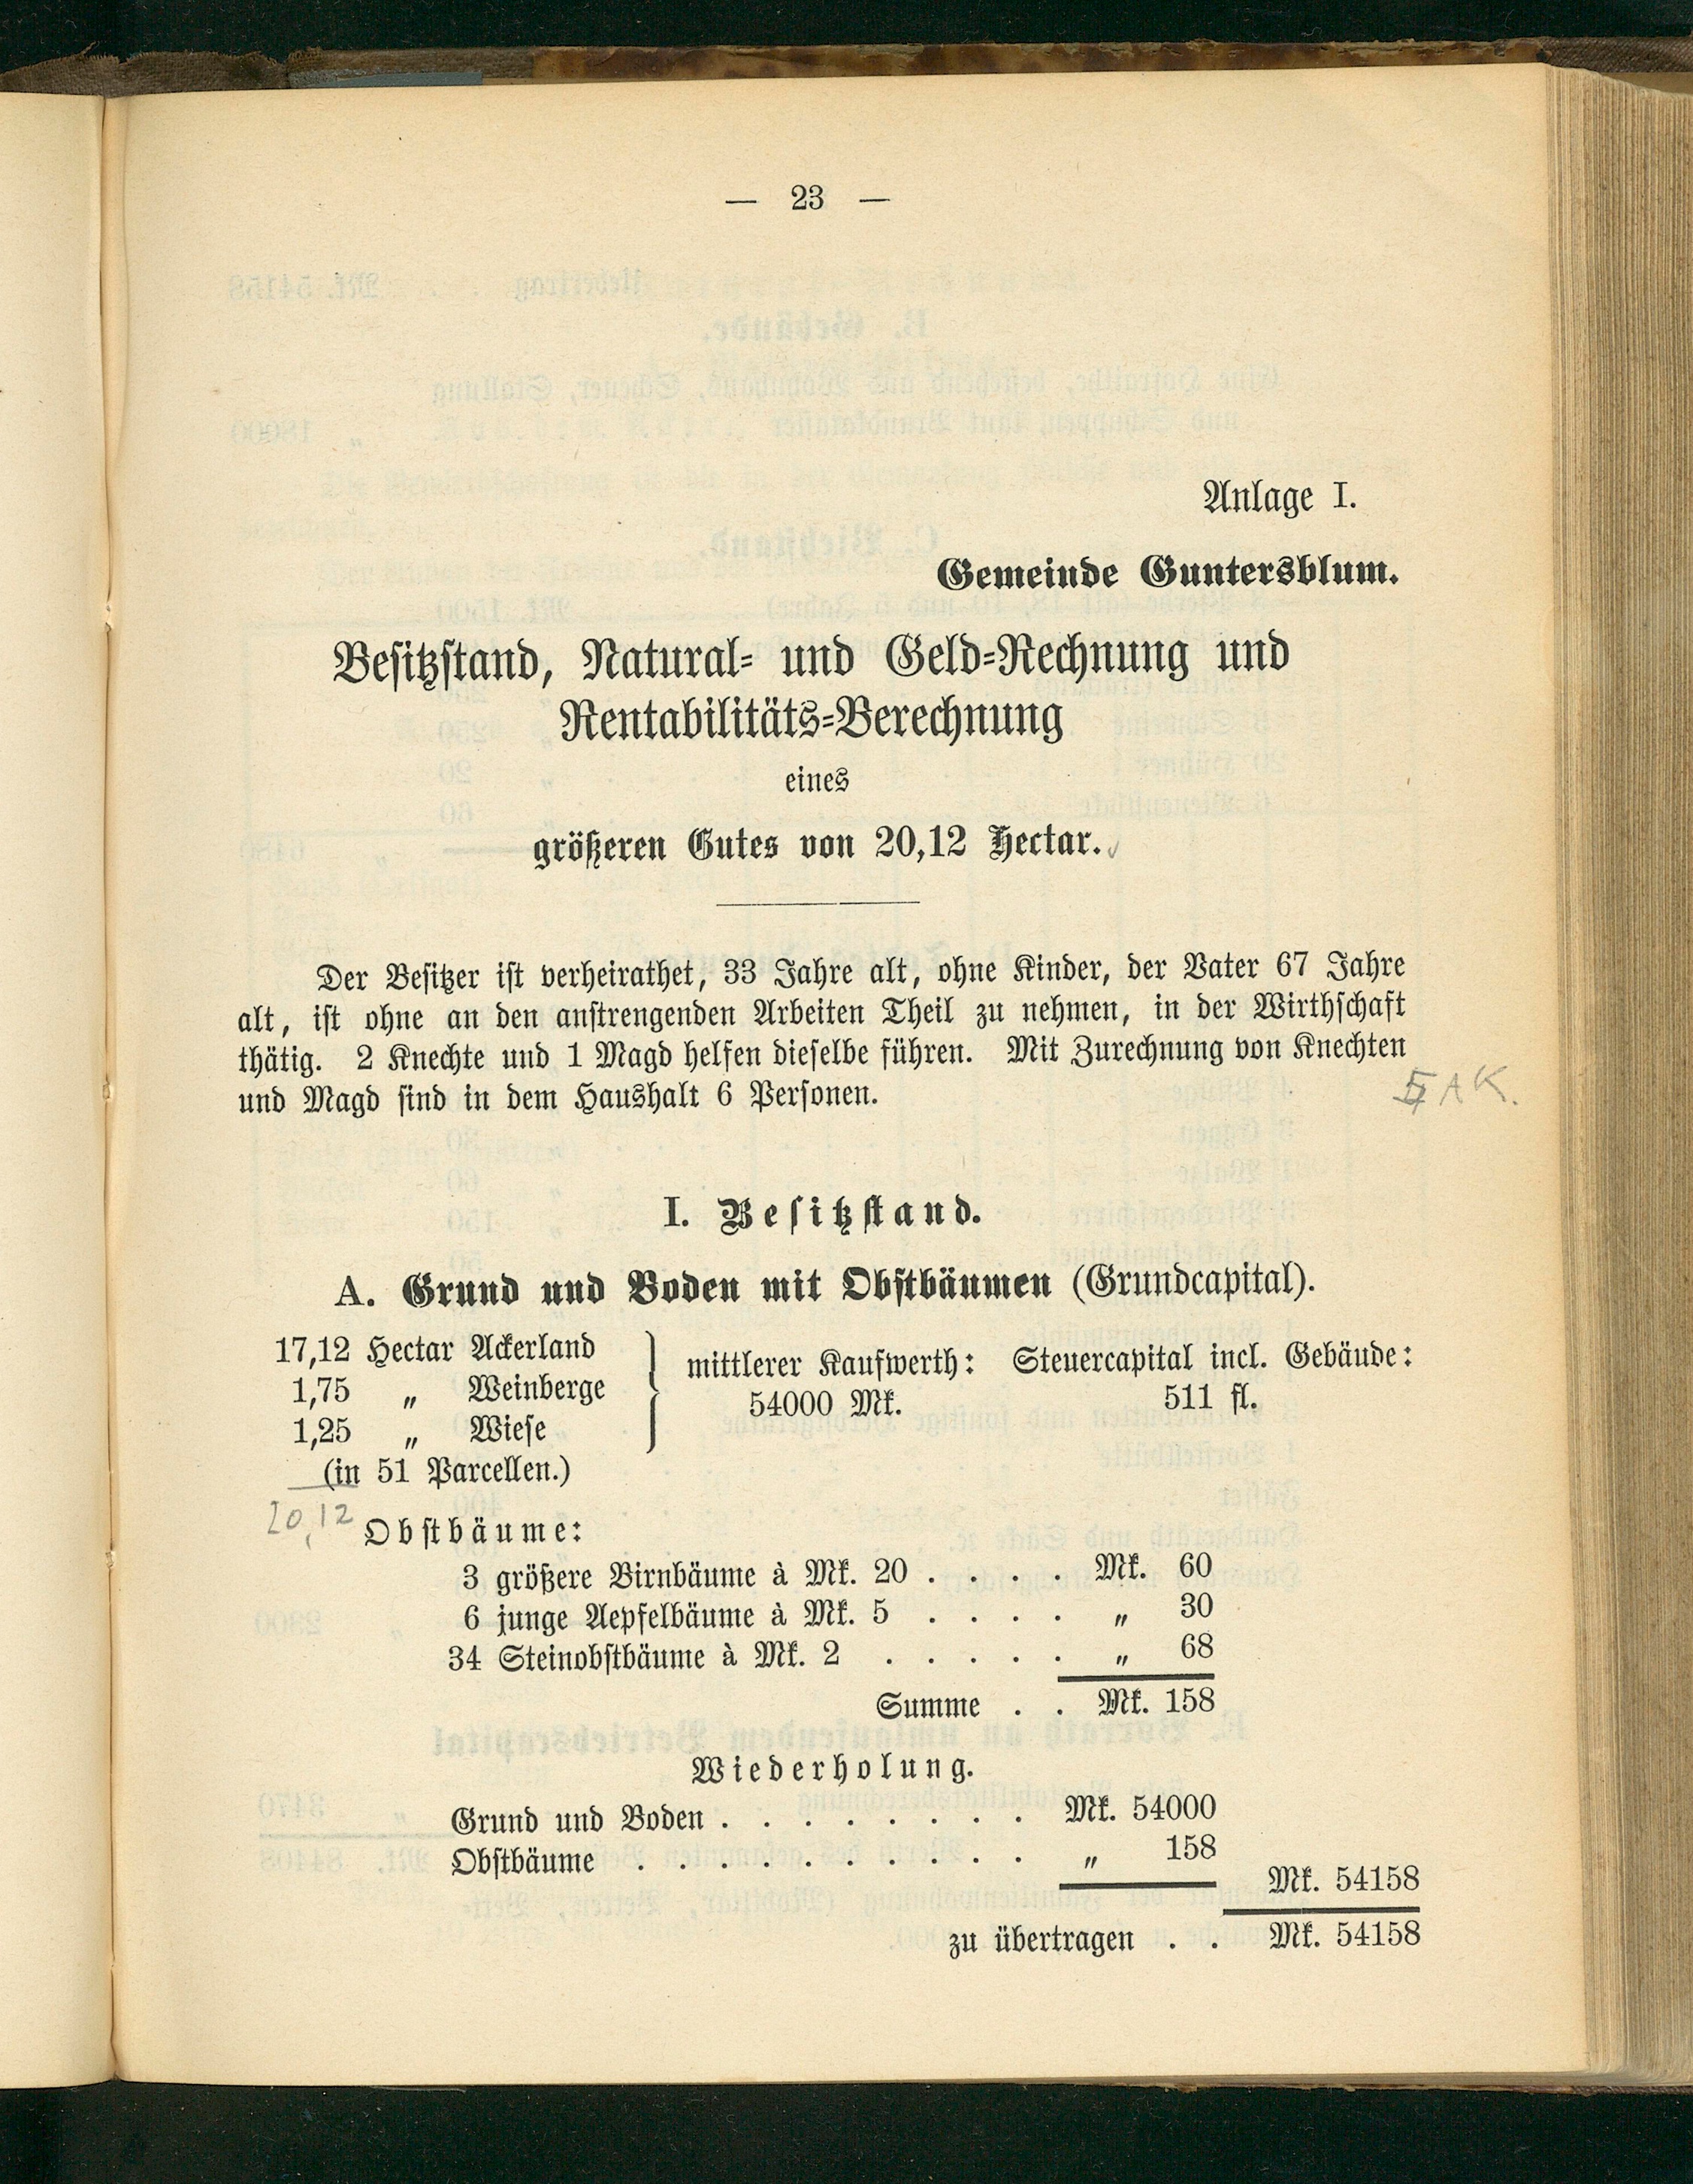 — 23 —
Anlage I.
Gemeinde Guntersblum.
Besitzstand, Natural- und Geld-Rechnung und
Rentabilitäts-Berechnung
eines
größeren Gutes von 20,12 Hectar.
Der Besitzer ist verheirathet, 33 Jahre alt, ohne Kinder, der Vater 67 Jahre
alt, ist ohne an den anstrengenden Arbeiten Theil zu nehmen, in der Wirthschaft
thätig. 2 Knechte und 1 Magd helfen dieselbe führen. Mit Zurechnung von Knechten
und Magd sind in dem Haushalt 6 Personen.
AK.
I. Besitzstand.
A. Grund und Boden mit Obstbäumen (Grundcapital).
17,12 Hectar Ackerland
1,75 „ Weinberge
1,25 „ Wiese
(in 51 Parcellen.)
mittlerer Kaufwerth: Steuercapital incl. Gebäude:
54000 Mk. 511 fl.
20,12
Obstbäume:
3 größere Birnbäume à Mk. 20 . . . . Mk. 60
6 junge Aepfelbäume à Mk. 5 . . . . „ 30
34 Steinobstbäume à Mk. 2 . . . . . „ 68
Summe . . Mk. 158
Wiederholung.
Grund und Boden . . . . . . . . Mk. 54000
Obstbäume . . . . . . . . . . „ 158
Mk. 54158
zu übertragen . . Mk. 54158